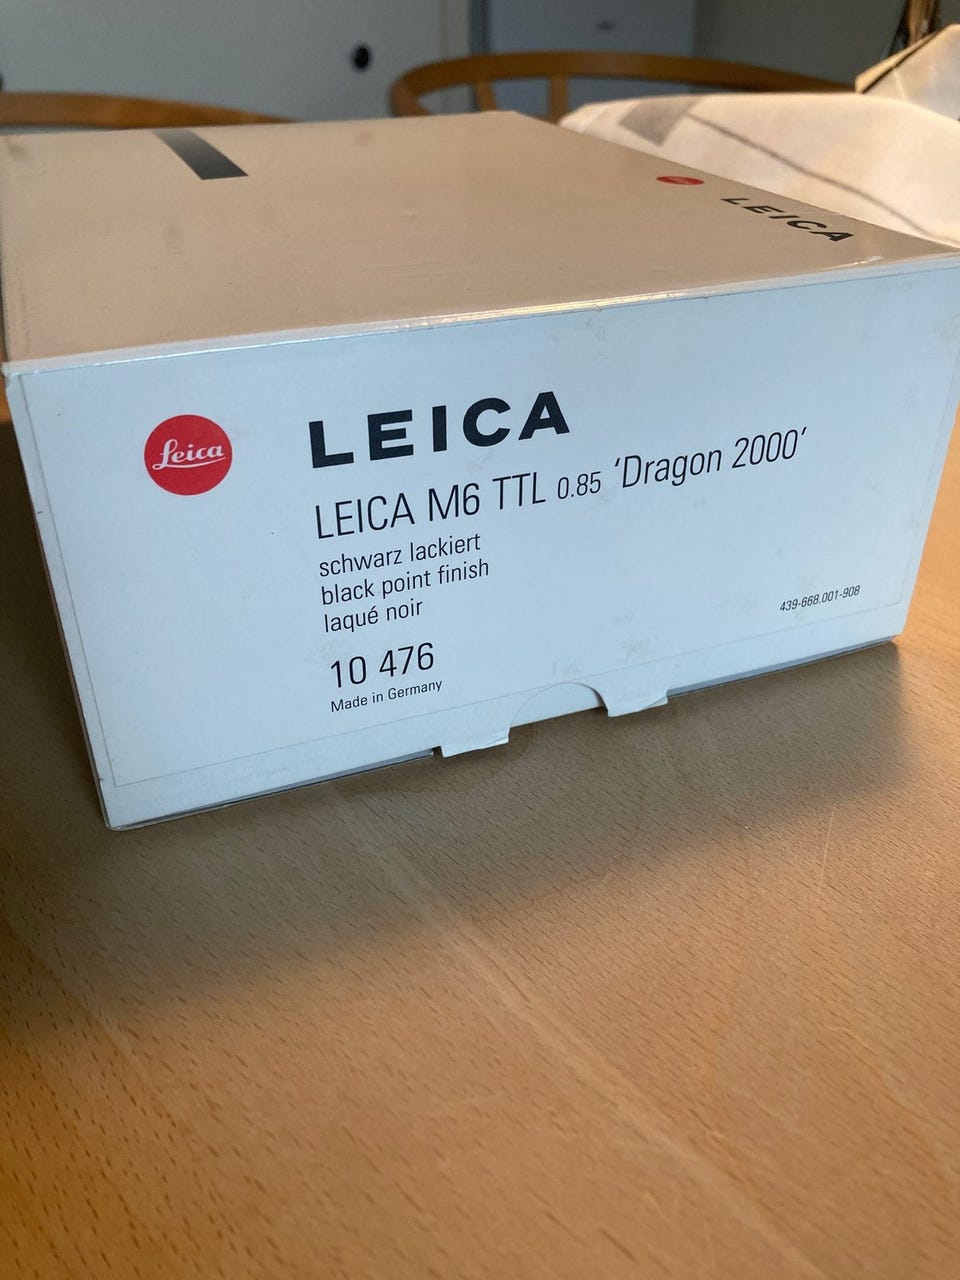 LEICA
Leica
LEICA
LEICA M6 TTL 0.85 'Dragon 2000'
schwarz lackiert
black point finish
laqué noir
439-668.001-908
10 476
Made in Germany